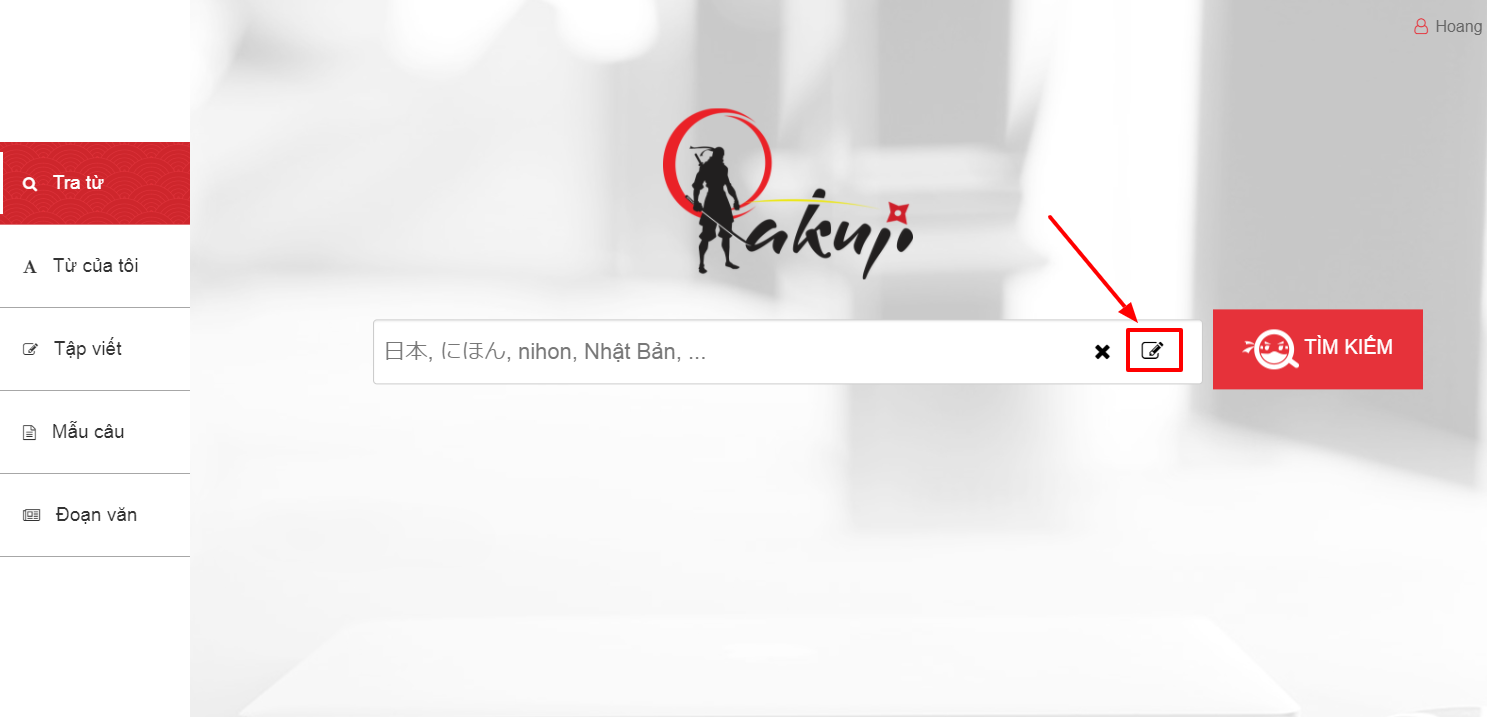 Hoang
Tra từ
Từ của tôi
Tập viết
Mẫu câu
Đoạn văn
akuji
日本, にほん, nihon, Nhật Bản, ...
TÌM KIẾM